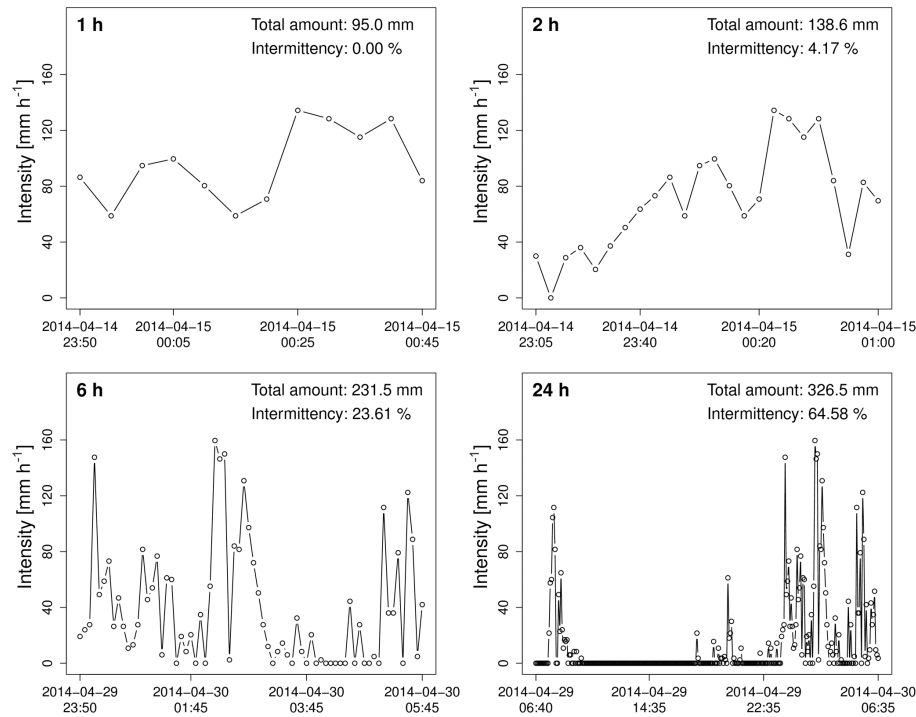 1 h
Total amount: 95.0 mm
Intermittency: 0.00 %
Intensity [mm h⁻¹]
160
120
80
40
0
2014−04−14 2014−04−15 2014−04−15 2014−04−15
23:50 00:05 00:25 00:45
2 h
Total amount: 138.6 mm
Intermittency: 4.17 %
Intensity [mm h⁻¹]
160
120
80
40
0
2014−04−14 2014−04−15 2014−04−15
23:05 23:40 00:20 01:00
6 h
Total amount: 231.5 mm
Intermittency: 23.61 %
Intensity [mm h⁻¹]
160
120
80
40
0
2014−04−29 2014−04−30 2014−04−30 2014−04−30
23:50 01:45 03:45 05:45
24 h
Total amount: 326.5 mm
Intermittency: 64.58 %
Intensity [mm h⁻¹]
160
120
80
40
0
2014−04−29 2014−04−29 2014−04−29 2014−04−30
06:40 14:35 22:35 06:35